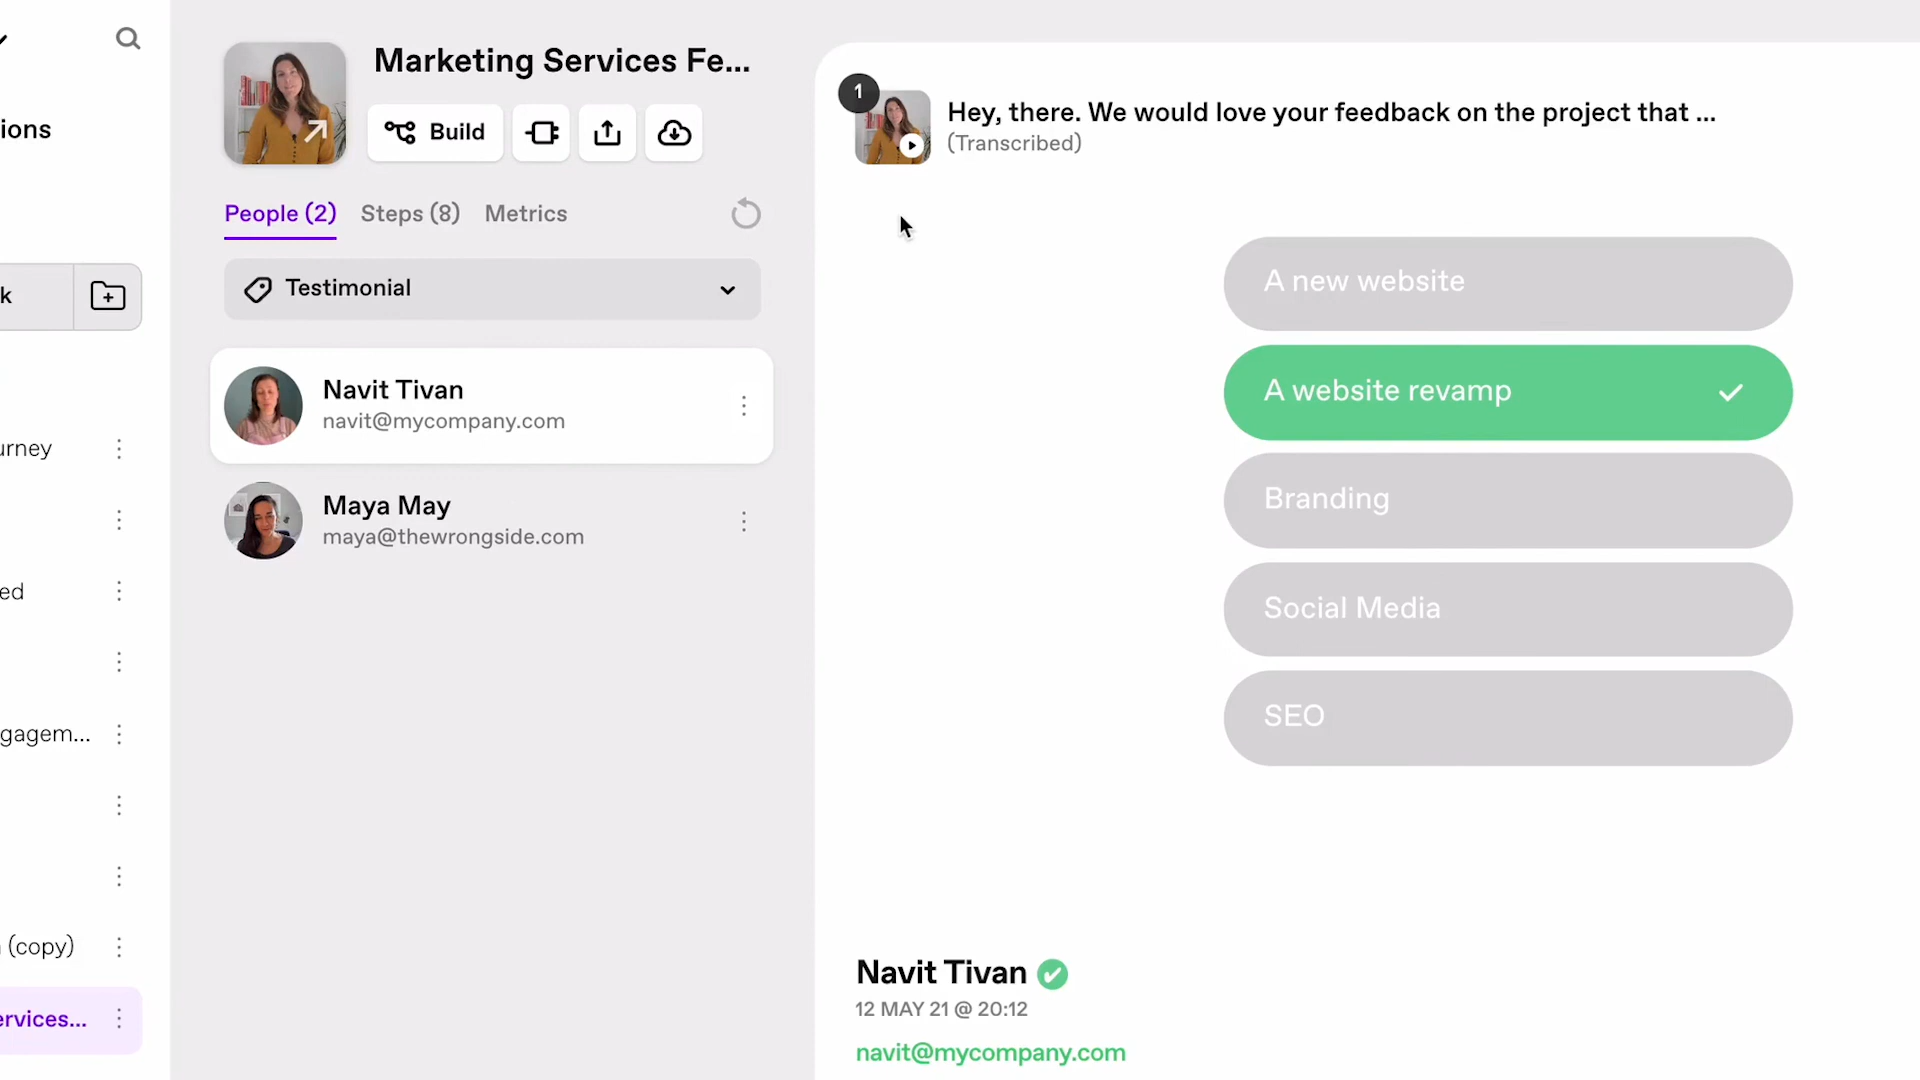 ions
k
urney
ed
gagem...
(copy)
ervices...
Marketing Services Fe...
Build
People (2)
Steps (8)
Metrics
Testimonial
Navit Tivan
navit@mycompany.com
Maya May
maya@thewrongside.com
1
Hey, there. We would love your feedback on the project that ...
(Transcribed)
A new website
A website revamp
Branding
Social Media
SEO
Navit Tivan
12 MAY 21 @ 20:12
navit@mycompany.com